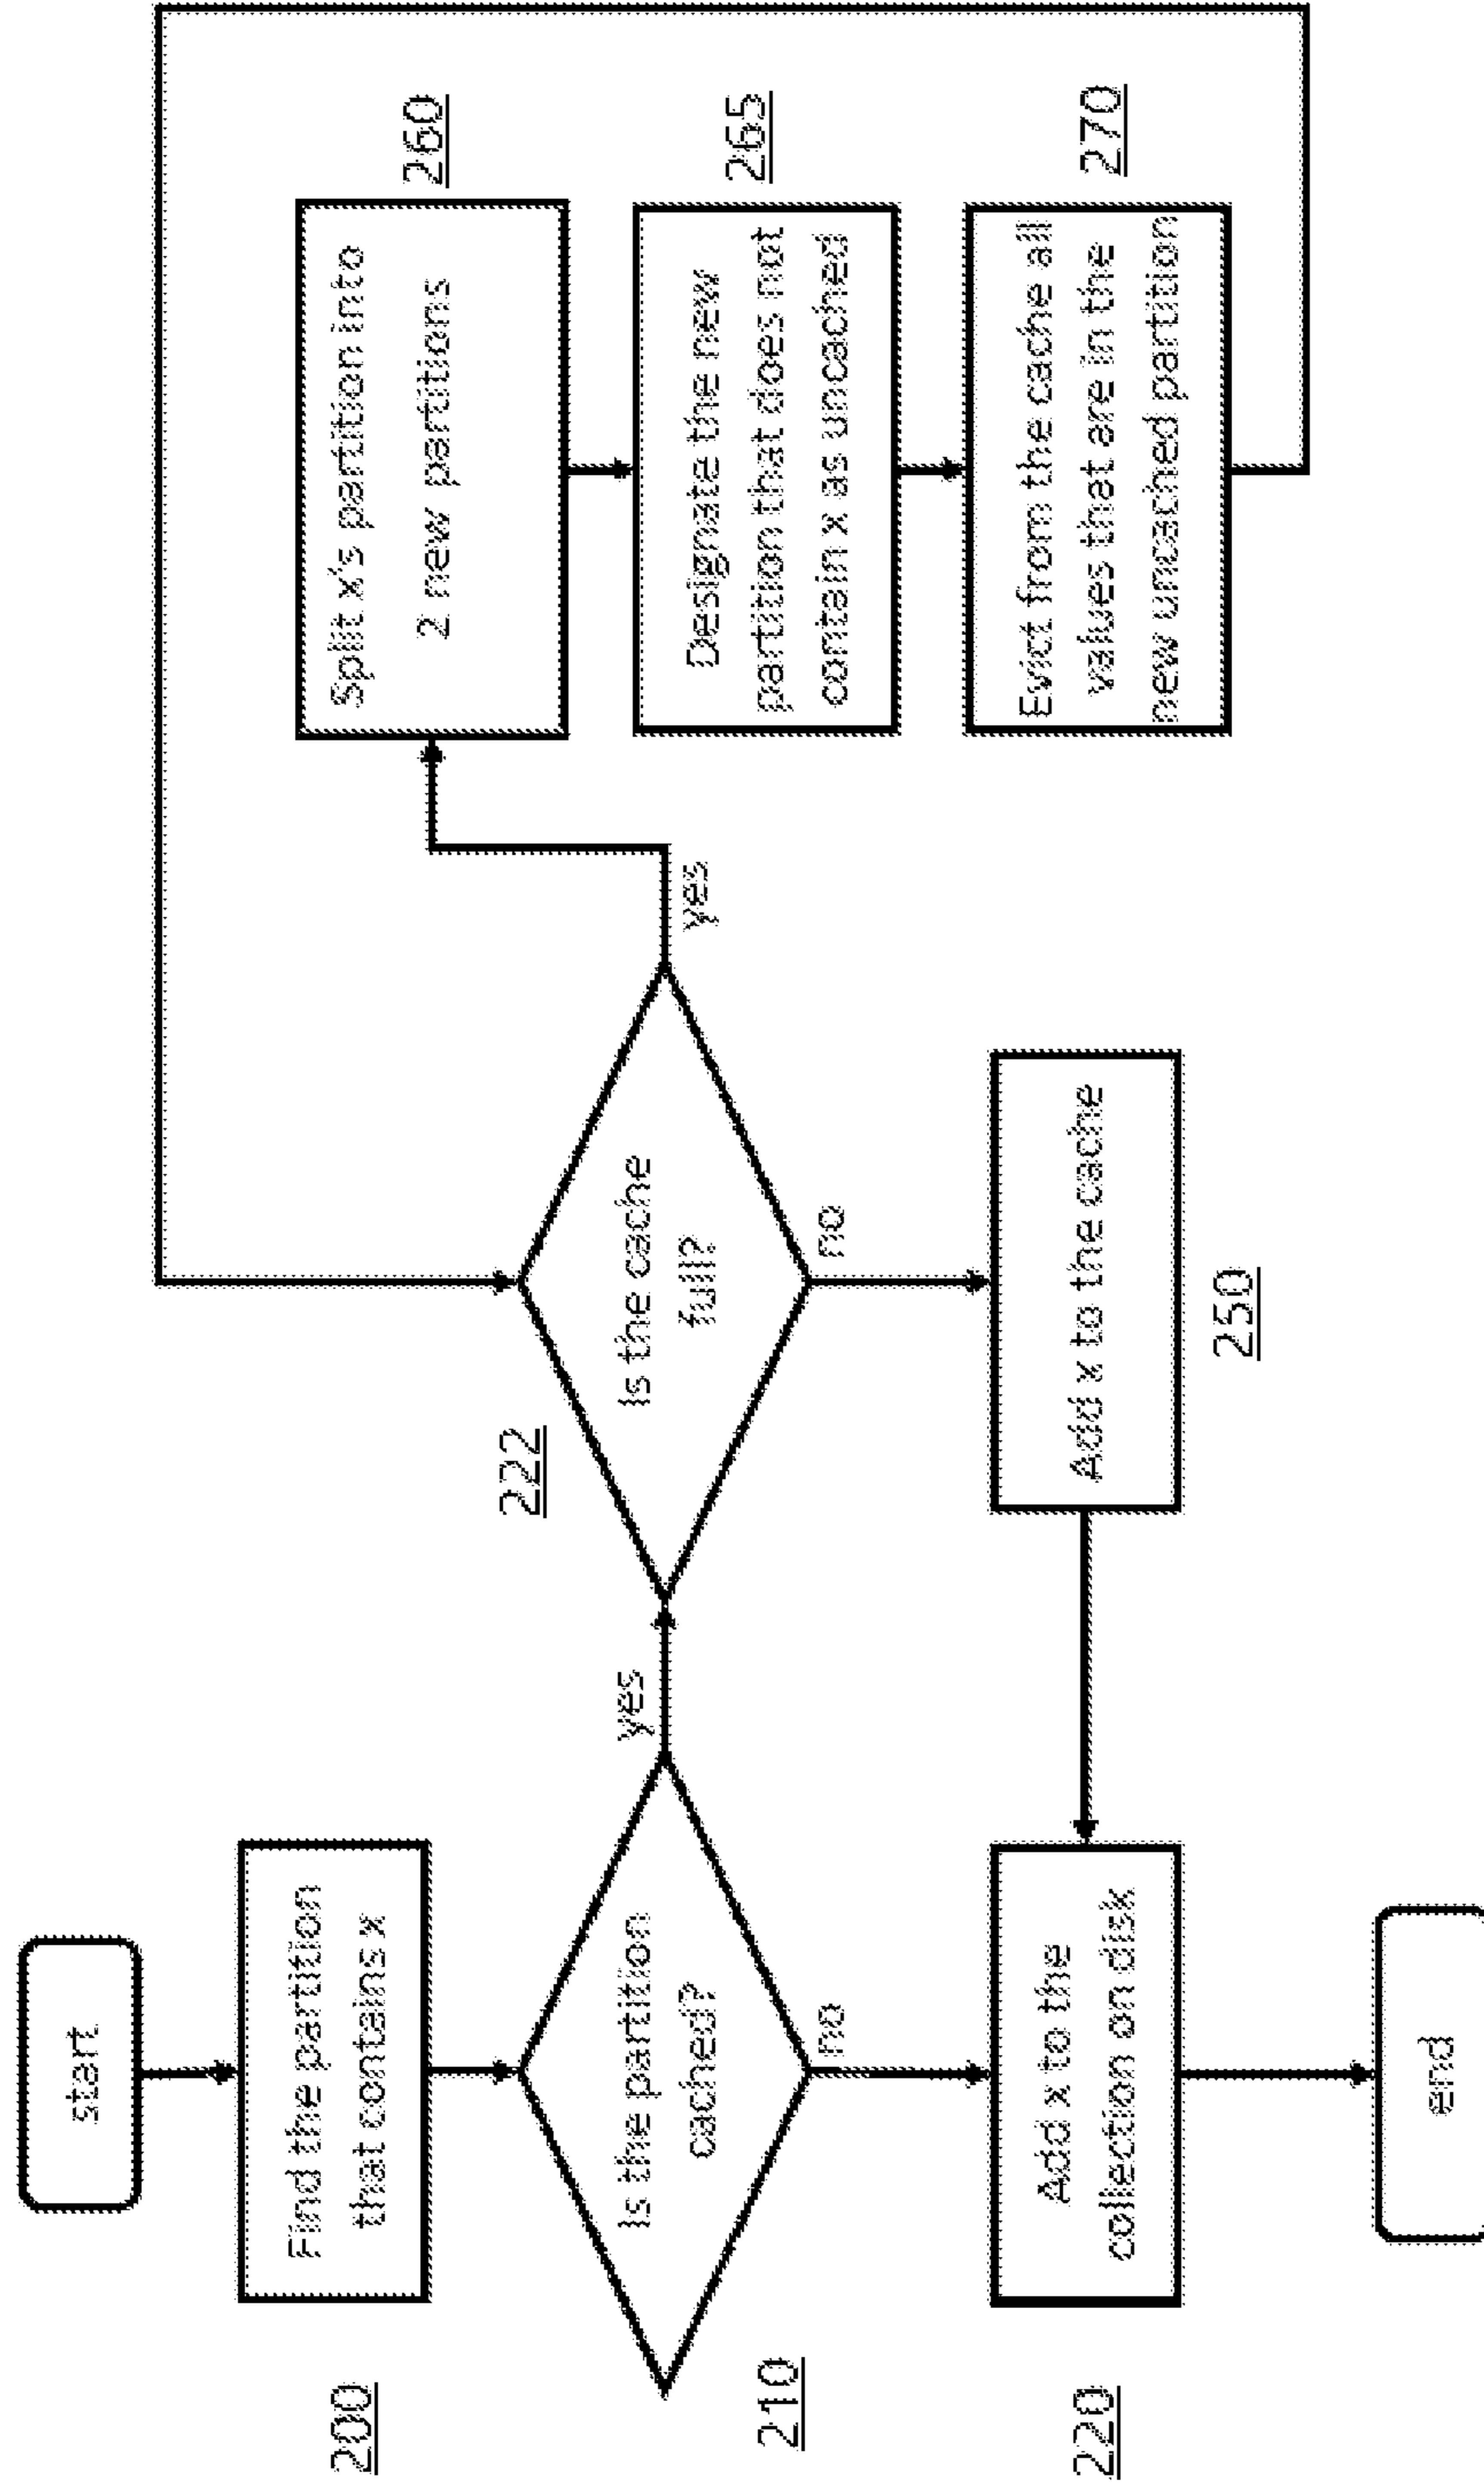 start
200
Find the partition
that contains x
210
Is the partition
cached?
yes
no
222
Is the cache
full?
yes
no
260
Split x's partition into
2 new partitions
265
Designate the new
partition that does not
contain x as uncached
270
Evict from the cache all
values that are in the
new uncached partition
250
Add x to the cache
220
Add x to the
collection on disk
end